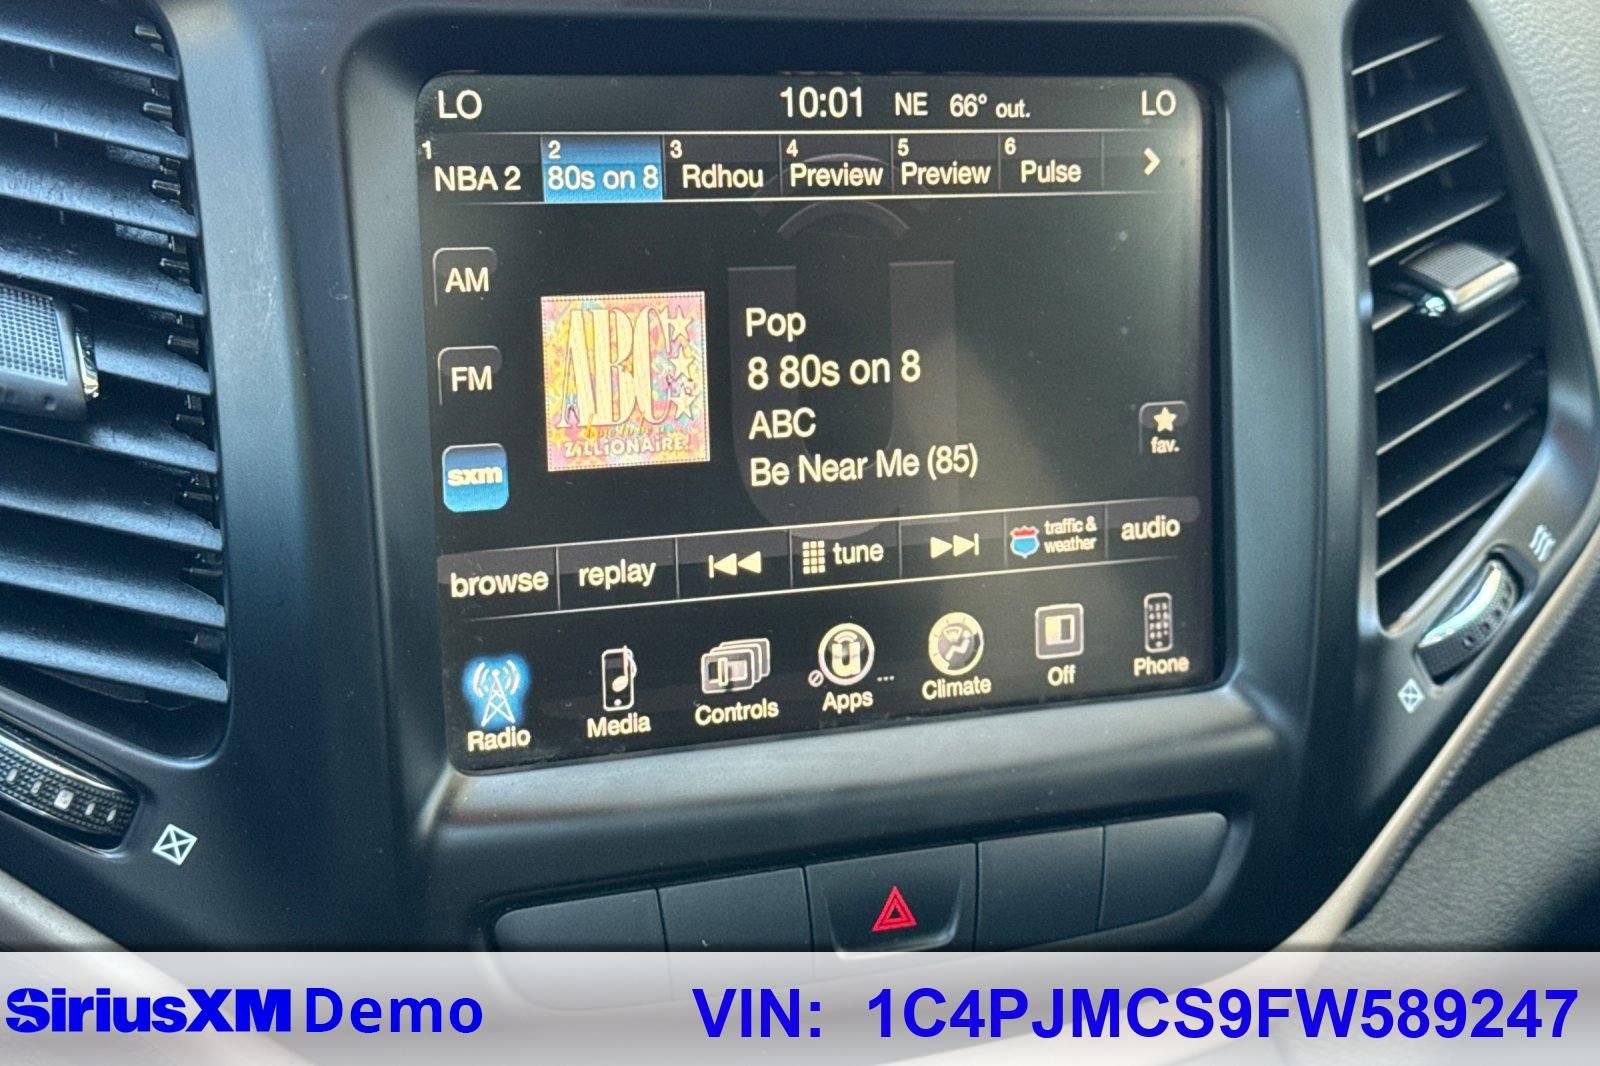 LO 10:01 NE 66° out. LO
1 NBA 2
2 80s on 8
3 Rdhou
4 Preview
5 Preview
6 Pulse
AM
FM
sxm
ABC
ZILLIONAIRE!
Pop
8 80s on 8
ABC
Be Near Me (85)
fav.
browse replay tune traffic & weather audio
Radio Media Controls Apps ... Climate Off Phone
SiriusXM Demo VIN: 1C4PJMCS9FW589247